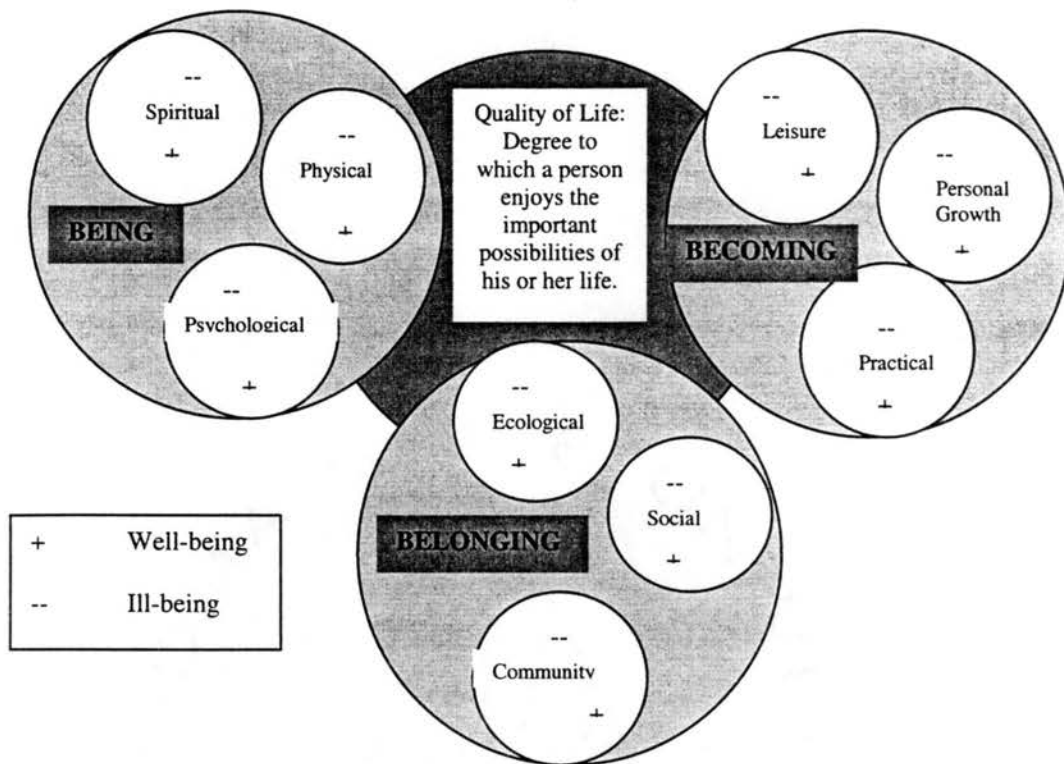 --
Spiritual
+
--
Physical
+
BEING
--
Psychological
+
Quality of Life:
Degree to
which a person
enjoys the
important
possibilities of
his or her life.
--
Leisure
+
--
Personal
Growth
+
BECOMING
--
Practical
+
--
Ecological
+
--
Social
+
BELONGING
--
Community
+
+ Well-being
-- Ill-being